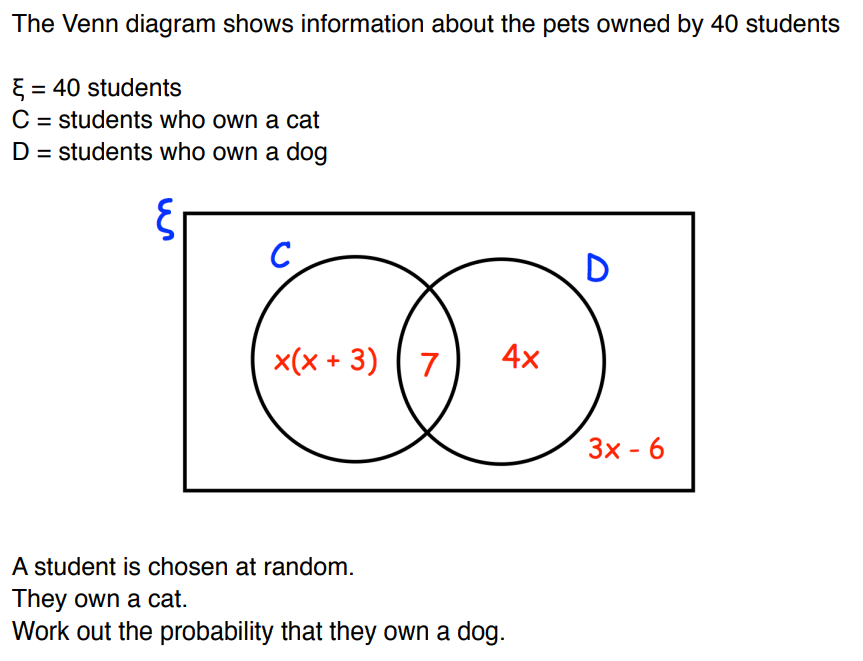 The Venn diagram shows information about the pets owned by 40 students
ξ = 40 students
C = students who own a cat
D = students who own a dog
ξ
C
D
x(x + 3) 7 4x
3x - 6
A student is chosen at random.
They own a cat.
Work out the probability that they own a dog.